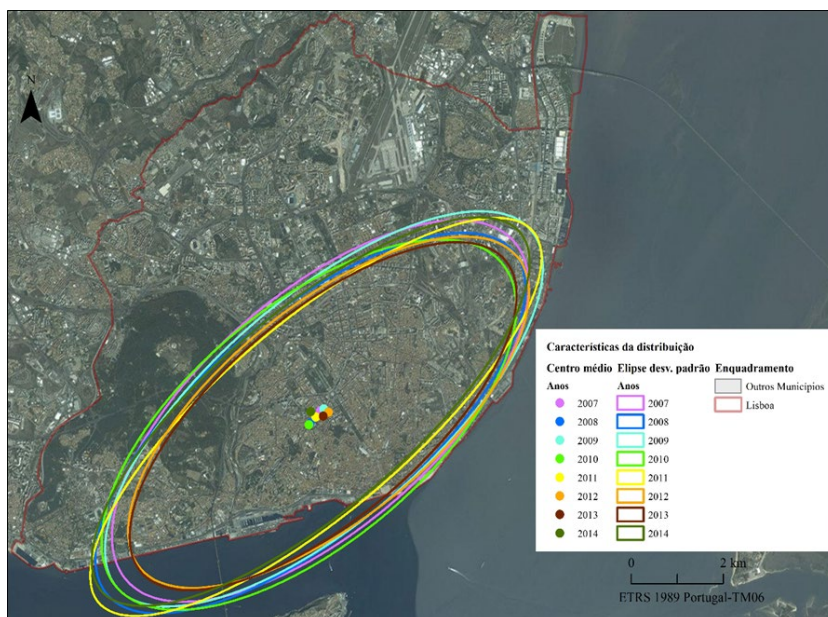 N
Características da distribuição
Centro médio Elipse desv. padrão Enquadramento
Anos Anos Outros Municípios
2007 2007 Lisboa
2008 2008
2009 2009
2010 2010
2011 2011
2012 2012
2013 2013
2014 2014
0 2 km
ETRS 1989 Portugal-TM06